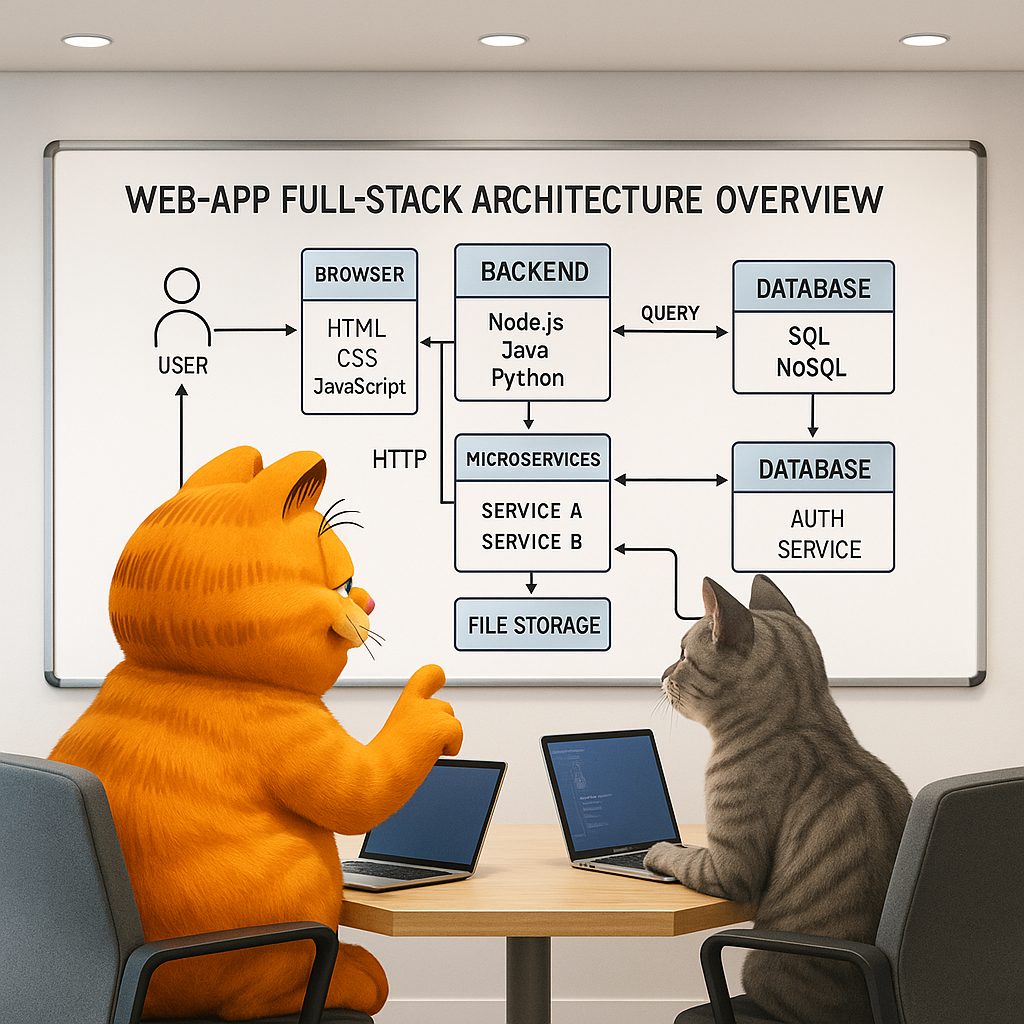 WEB-APP FULL-STACK ARCHITECTURE OVERVIEW
USER
BROWSER
HTML
CSS
JavaScript
HTTP
BACKEND
Node.js
Java
Python
QUERY
DATABASE
SQL
NoSQL
MICROSERVICES
SERVICE A
SERVICE B
DATABASE
AUTH
SERVICE
FILE STORAGE